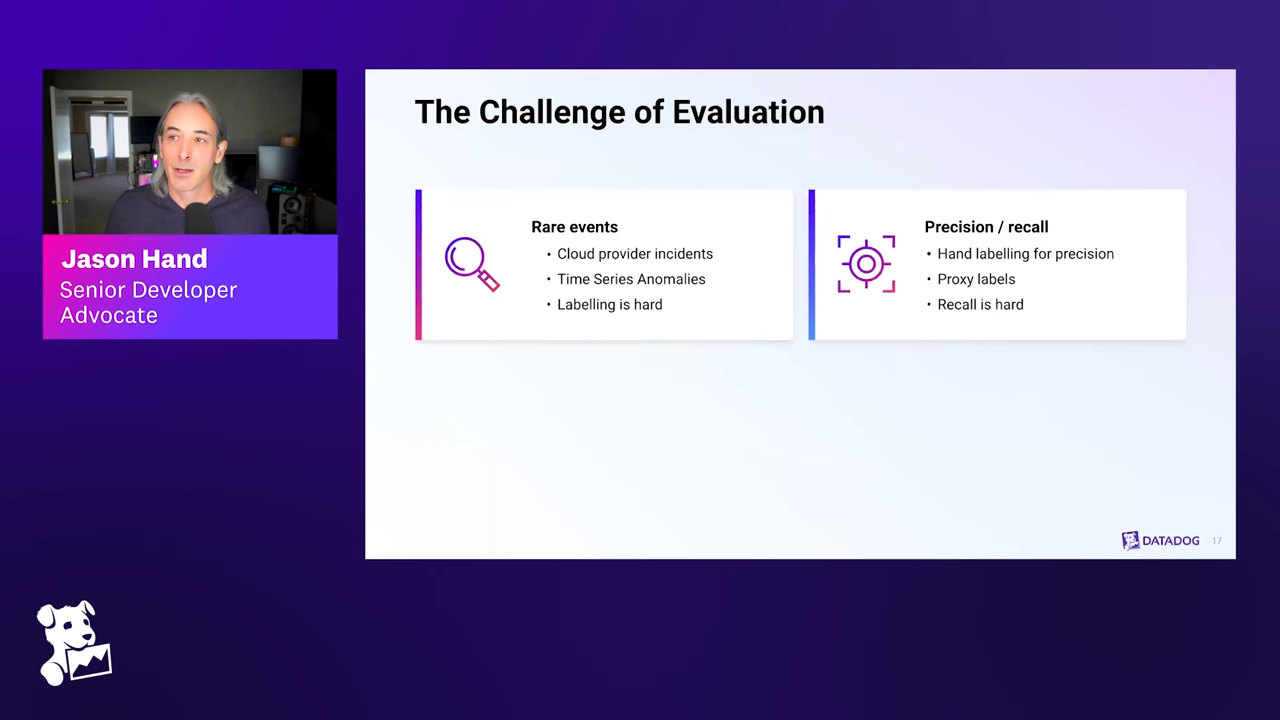 Jason Hand
Senior Developer
Advocate
The Challenge of Evaluation
Rare events
• Cloud provider incidents
• Time Series Anomalies
• Labelling is hard
Precision / recall
• Hand labelling for precision
• Proxy labels
• Recall is hard
DATADOG
17